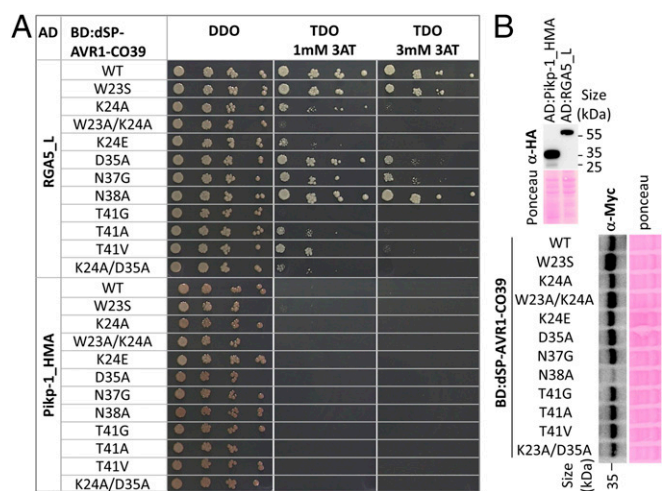 A
AD BD:dSP-AVR1-CO39 DDO TDO 1mM 3AT TDO 3mM 3AT
RGA5_L
WT
W23S
K24A
W23A/K24A
K24E
D35A
N37G
N38A
T41G
T41A
T41V
K24A/D35A
Pikp-1_HMA
WT
W23S
K24A
W23A/K24A
K24E
D35A
N37G
N38A
T41G
T41A
T41V
K24A/D35A
B
AD:Pikp-1_HMA
AD:RGA5_L
Size
(kDa)
α-HA
55
35
25
Ponceau
α-Myc
ponceau
BD:dSP-AVR1-CO39
WT
W23S
K24A
W23A/K24A
K24E
D35A
N37G
N38A
T41G
T41A
T41V
K23A/D35A
Size
(kDa)
35